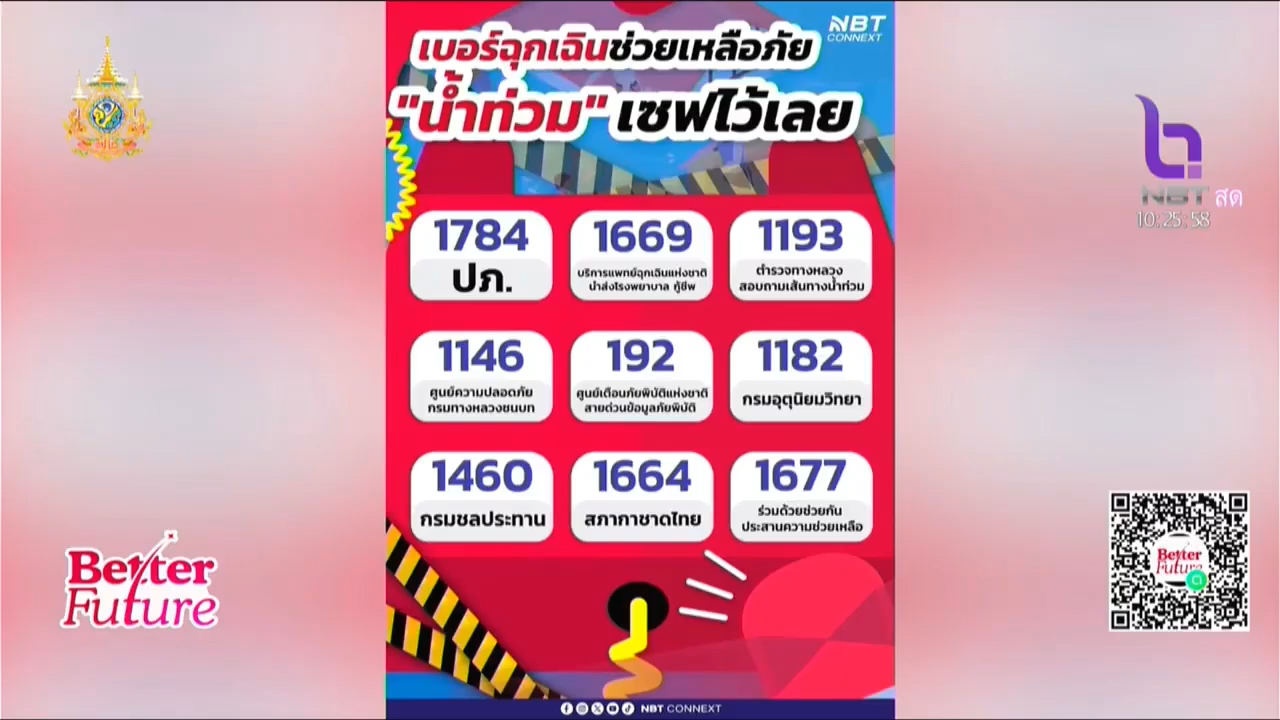 NBT
CONNEXT
เบอร์ฉุกเฉินช่วยเหลือภัย
"น้ำท่วม" เซฟไว้เลย
NBT สด
10:25:58
1784
ปภ.
1669
บริการแพทย์ฉุกเฉินแห่งชาติ
นำส่งโรงพยาบาล กู้ชีพ
1193
ตำรวจทางหลวง
สอบถามเส้นทางน้ำท่วม
1146
ศูนย์ความปลอดภัย
กรมทางหลวงชนบท
192
ศูนย์เตือนภัยพิบัติแห่งชาติ
สายด่วนข้อมูลภัยพิบัติ
1182
กรมอุตุนิยมวิทยา
1460
กรมชลประทาน
1664
สภากาชาดไทย
1677
ร่วมด้วยช่วยกัน
ประสานความช่วยเหลือ
Better
Future
Better
Future
NBT CONNEXT